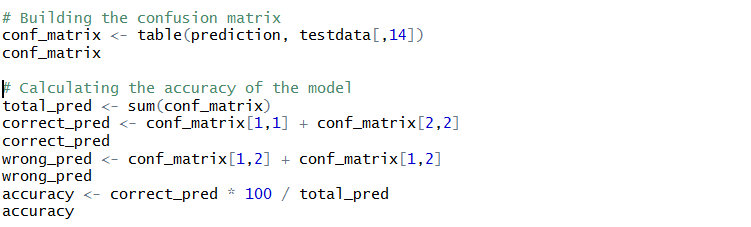 # Building the confusion matrix
conf_matrix <- table(prediction, testdata[,14])
conf_matrix
# Calculating the accuracy of the model
total_pred <- sum(conf_matrix)
correct_pred <- conf_matrix[1,1] + conf_matrix[2,2]
correct_pred
wrong_pred <- conf_matrix[1,2] + conf_matrix[1,2]
wrong_pred
accuracy <- correct_pred * 100 / total_pred
accuracy